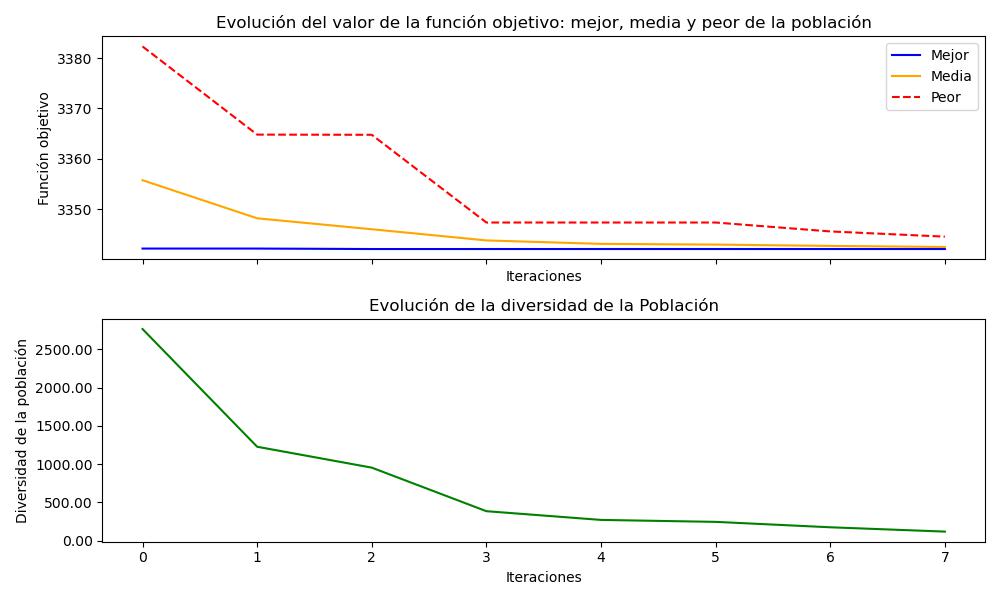 Evolución del valor de la función objetivo: mejor, media y peor de la población
Función objetivo
3380
3370
3360
3350
Mejor
Media
Peor
Iteraciones
Evolución de la diversidad de la Población
Diversidad de la población
2500.00
2000.00
1500.00
1000.00
500.00
0.00
0 1 2 3 4 5 6 7
Iteraciones